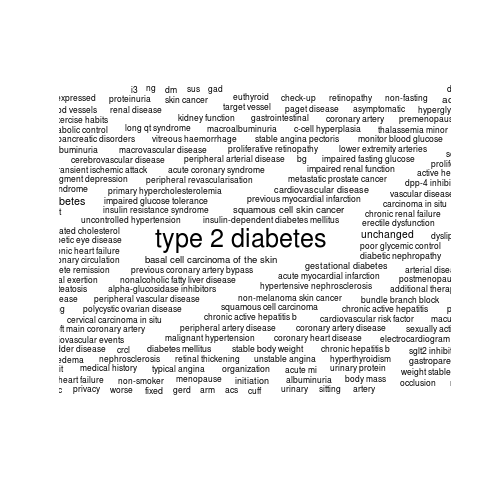 i3 ng dm sus gad d
expressed proteinuria skin cancer euthyroid check-up retinopathy non-fasting
od vessels renal disease target vessel paget disease asymptomatic hypergly
exercise habits kidney function gastrointestinal coronary artery premenopaus
abolic control long qt syndrome macroalbuminuria c-cell hyperplasia thalassemia minor
pancreatic disorders vitreous haemorrhage stable angina pectoris monitor blood glucose
lbuminuria macrovascular disease proliferative retinopathy lower extremity arteries
cerebrovascular disease peripheral arterial disease bg impaired fasting glucose
ransient ischemic attack acute coronary syndrome impaired renal function prolif
gment depression peripheral revascularisation metastatic prostate cancer active he
ndrome primary hypercholesterolemia cardiovascular disease dpp-4 inhibi
betes impaired glucose tolerance previous myocardial infarction vascular disease
t insulin resistance syndrome squamous cell skin cancer carcinoma in situ
uncontrolled hypertension insulin-dependent diabetes mellitus chronic renal failure
ated cholesterol erectile dysfunction
etic eye disease type 2 diabetes unchanged dyslip
onic heart failure poor glycemic control
onary circulation basal cell carcinoma of the skin diabetic nephropathy
ete remission previous coronary artery bypass gestational diabetes arterial disea
al exertion nonalcoholic fatty liver disease acute myocardial infarction postmenopau
teatosis alpha-glucosidase inhibitors hypertensive nephrosclerosis additional therap
ease peripheral vascular disease non-melanoma skin cancer bundle branch block
g polycystic ovarian disease squamous cell carcinoma chronic active hepatitis p
cervical carcinoma in situ chronic active hepatitis b cardiovascular risk factor macu
ft main coronary artery peripheral artery disease coronary artery disease sexually acti
iovascular events malignant hypertension coronary heart disease electrocardiogram
dder disease crcl diabetes mellitus stable body weight chronic hepatitis b sglt2 inhibi
edema nephrosclerosis retinal thickening unstable angina hyperthyroidism gastropare
it medical history typical angina organization acute mi urinary protein weight stable
heart failure non-smoker menopause initiation albuminuria body mass occlusion
c privacy worse fixed gerd arm acs cuff urinary sitting artery